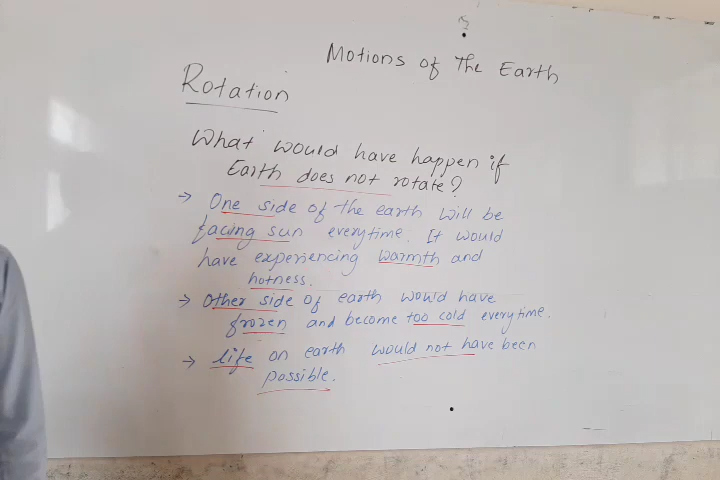 Motions of The Earth
Rotation
What would have happen if
Earth does not rotate?
→ One side of the earth will be
facing sun everytime. It would
have experiencing warmth and
hotness.
→ Other side of earth would have
frozen and become too cold everytime.
→ life on earth would not have been
possible.